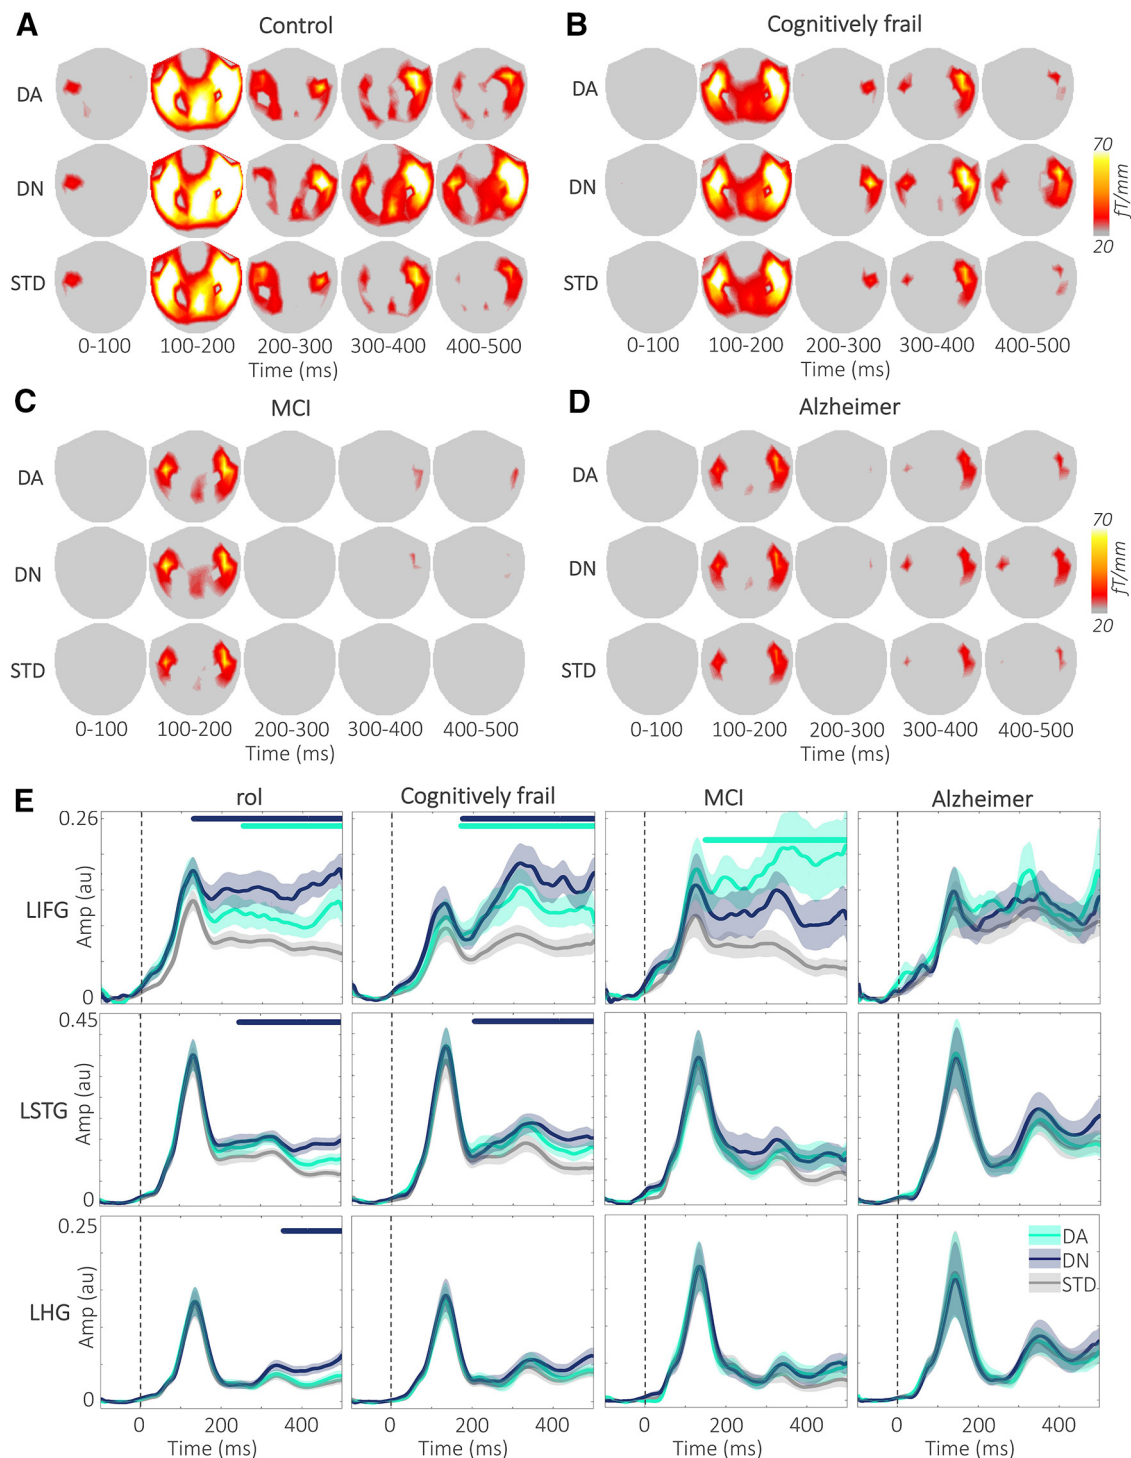 A
Control
DA
DN
STD
0-100 100-200 200-300 300-400 400-500
Time (ms)
B
Cognitively frail
DA
DN
STD
0-100 100-200 200-300 300-400 400-500
Time (ms)
70
fT/mm
20
C
MCI
DA
DN
STD
0-100 100-200 200-300 300-400 400-500
Time (ms)
D
Alzheimer
DA
DN
STD
0-100 100-200 200-300 300-400 400-500
Time (ms)
70
fT/mm
20
E
rol Cognitively frail MCI Alzheimer
0.26
LIFG
Amp (au)
0
0.45
LSTG
Amp (au)
0
0.25
LHG
Amp (au)
0
DA
DN
STD
0 200 400 0 200 400 0 200 400 0 200 400
Time (ms) Time (ms) Time (ms) Time (ms)